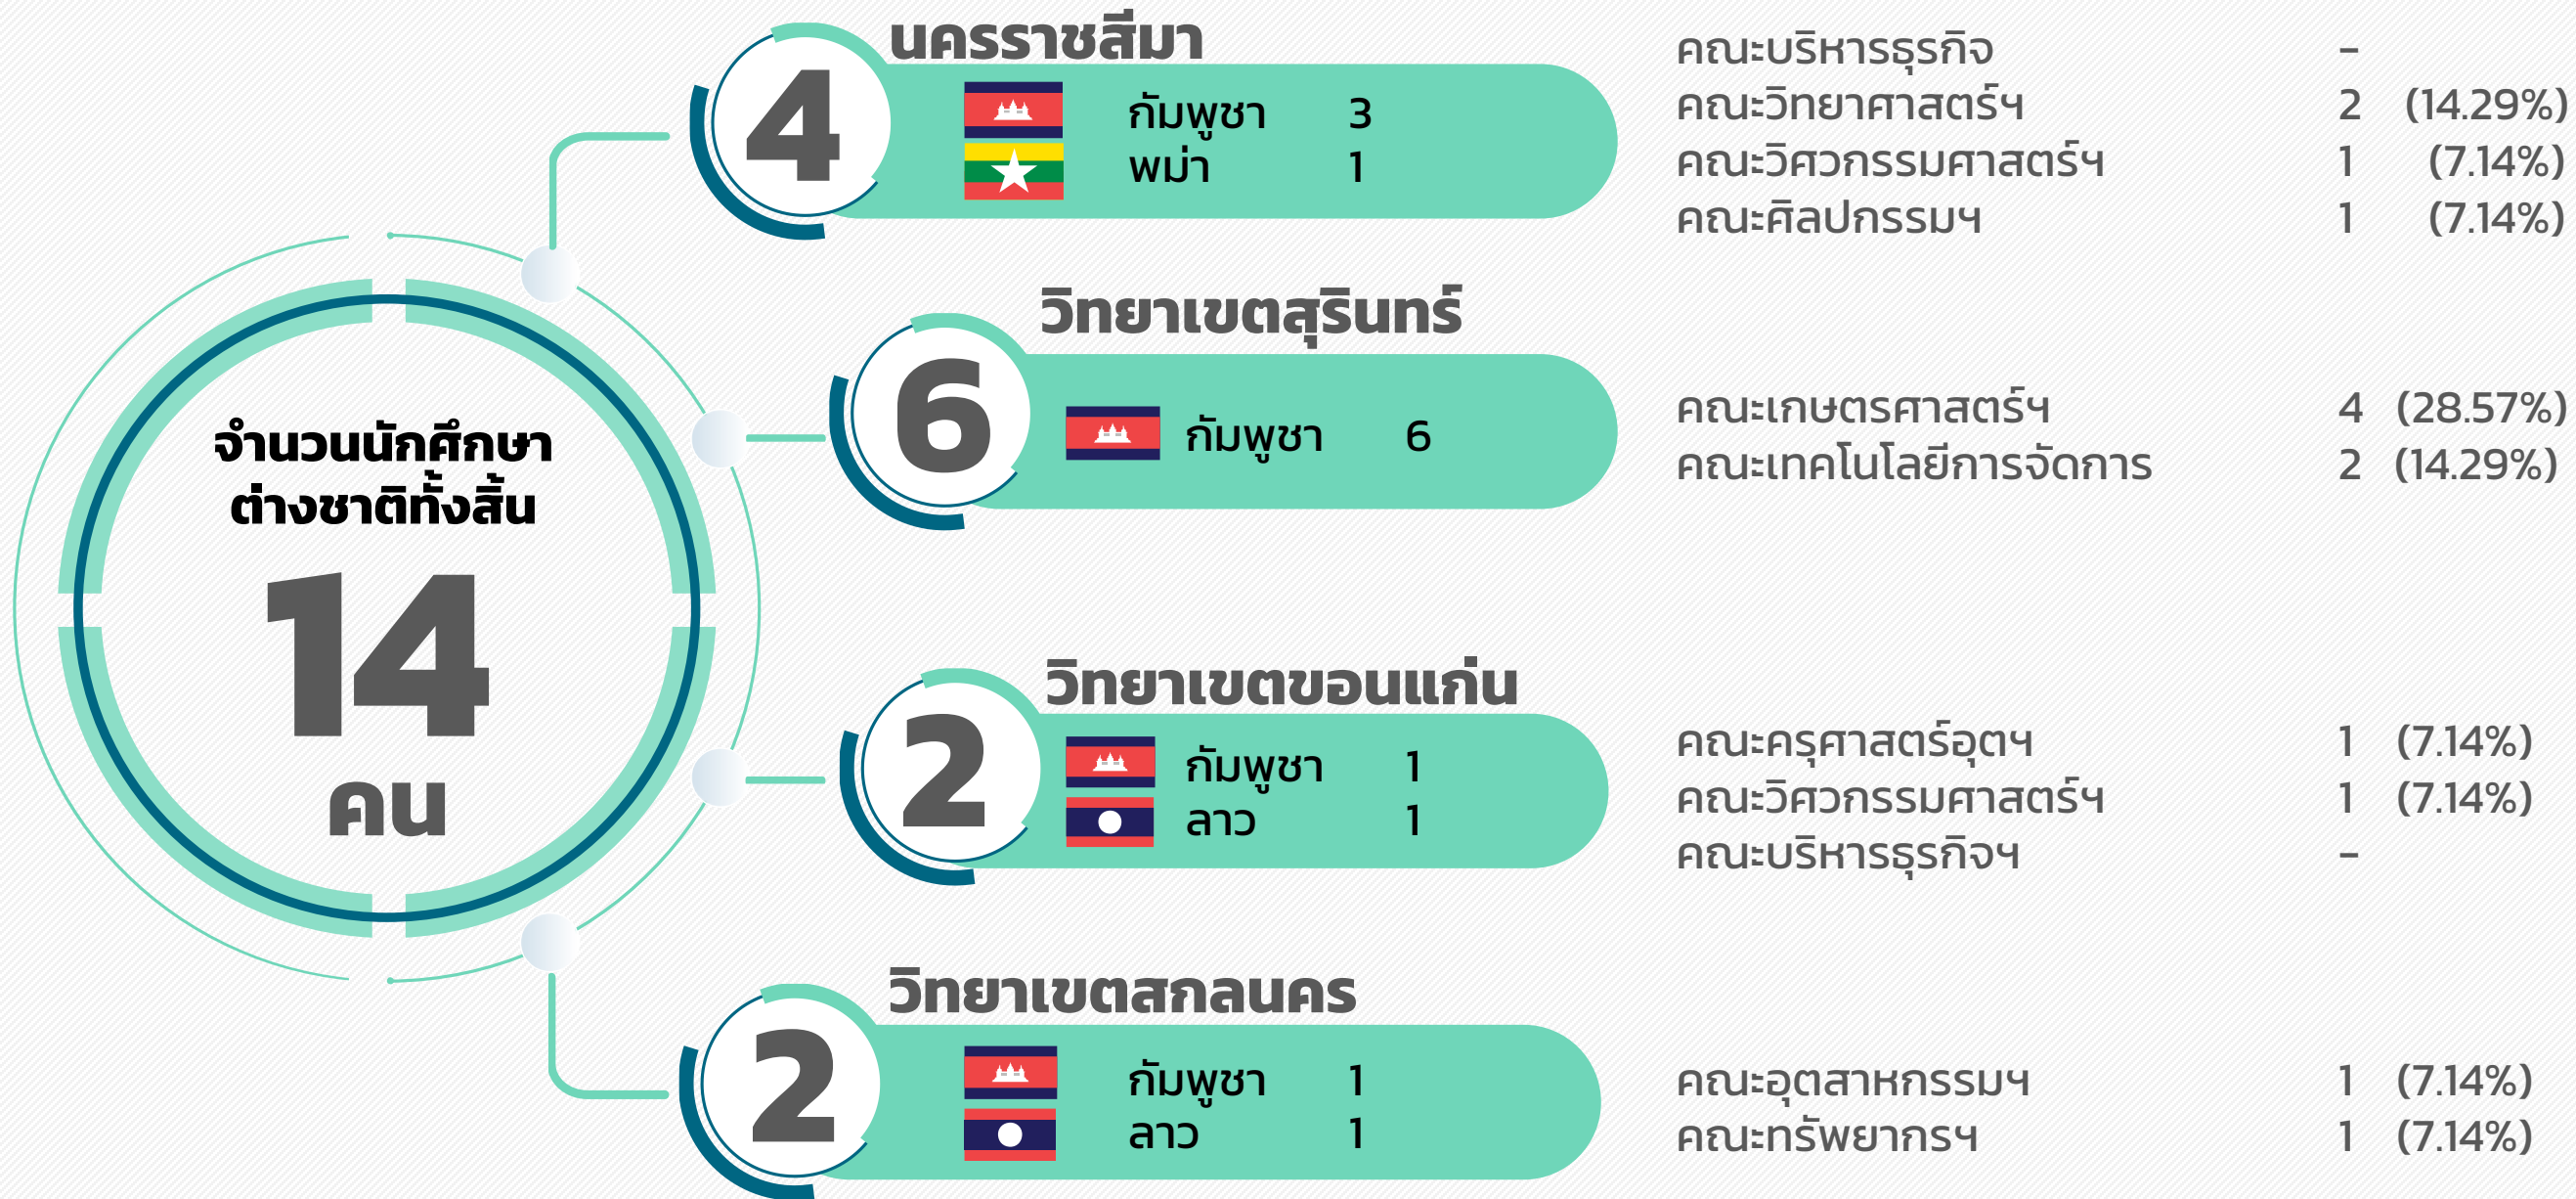 จำนวนนักศึกษา
ต่างชาติทั้งสิ้น
14
คน
นครราชสีมา
4
กัมพูชา 3
พม่า 1
คณะบริหารธุรกิจ -
คณะวิทยาศาสตร์ฯ 2 (14.29%)
คณะวิศวกรรมศาสตร์ฯ 1 (7.14%)
คณะศิลปกรรมฯ 1 (7.14%)
วิทยาเขตสุรินทร์
6
กัมพูชา 6
คณะเกษตรศาสตร์ฯ 4 (28.57%)
คณะเทคโนโลยีการจัดการ 2 (14.29%)
วิทยาเขตขอนแก่น
2
กัมพูชา 1
ลาว 1
คณะครุศาสตร์อุตฯ 1 (7.14%)
คณะวิศวกรรมศาสตร์ฯ 1 (7.14%)
คณะบริหารธุรกิจฯ -
วิทยาเขตสกลนคร
2
กัมพูชา 1
ลาว 1
คณะอุตสาหกรรมฯ 1 (7.14%)
คณะทรัพยากรฯ 1 (7.14%)